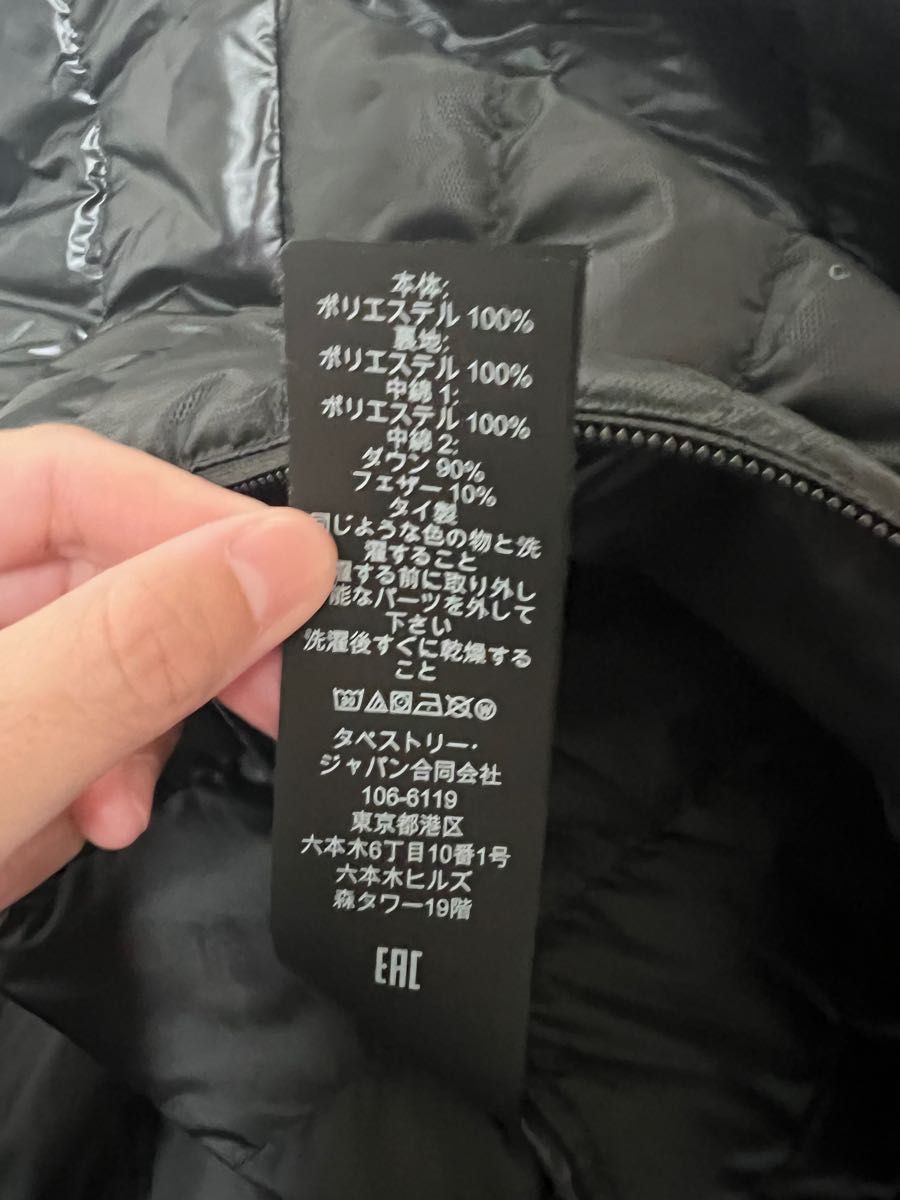 本体;
ポリエステル 100%
裏地;
ポリエステル 100%
中綿 1:
ポリエステル 100%
中綿 2:
ダウン 90%
フェザー 10%
タイ製
じような色の物と洗
濯すること
濯する前に取り外し
能なパーツを外して
下さい
洗濯後すぐに乾燥する
こと
タペストリー・
ジャパン合同会社
106-6119
東京都港区
六本木6丁目10番1号
六本木ヒルズ
森タワー19階
EAC